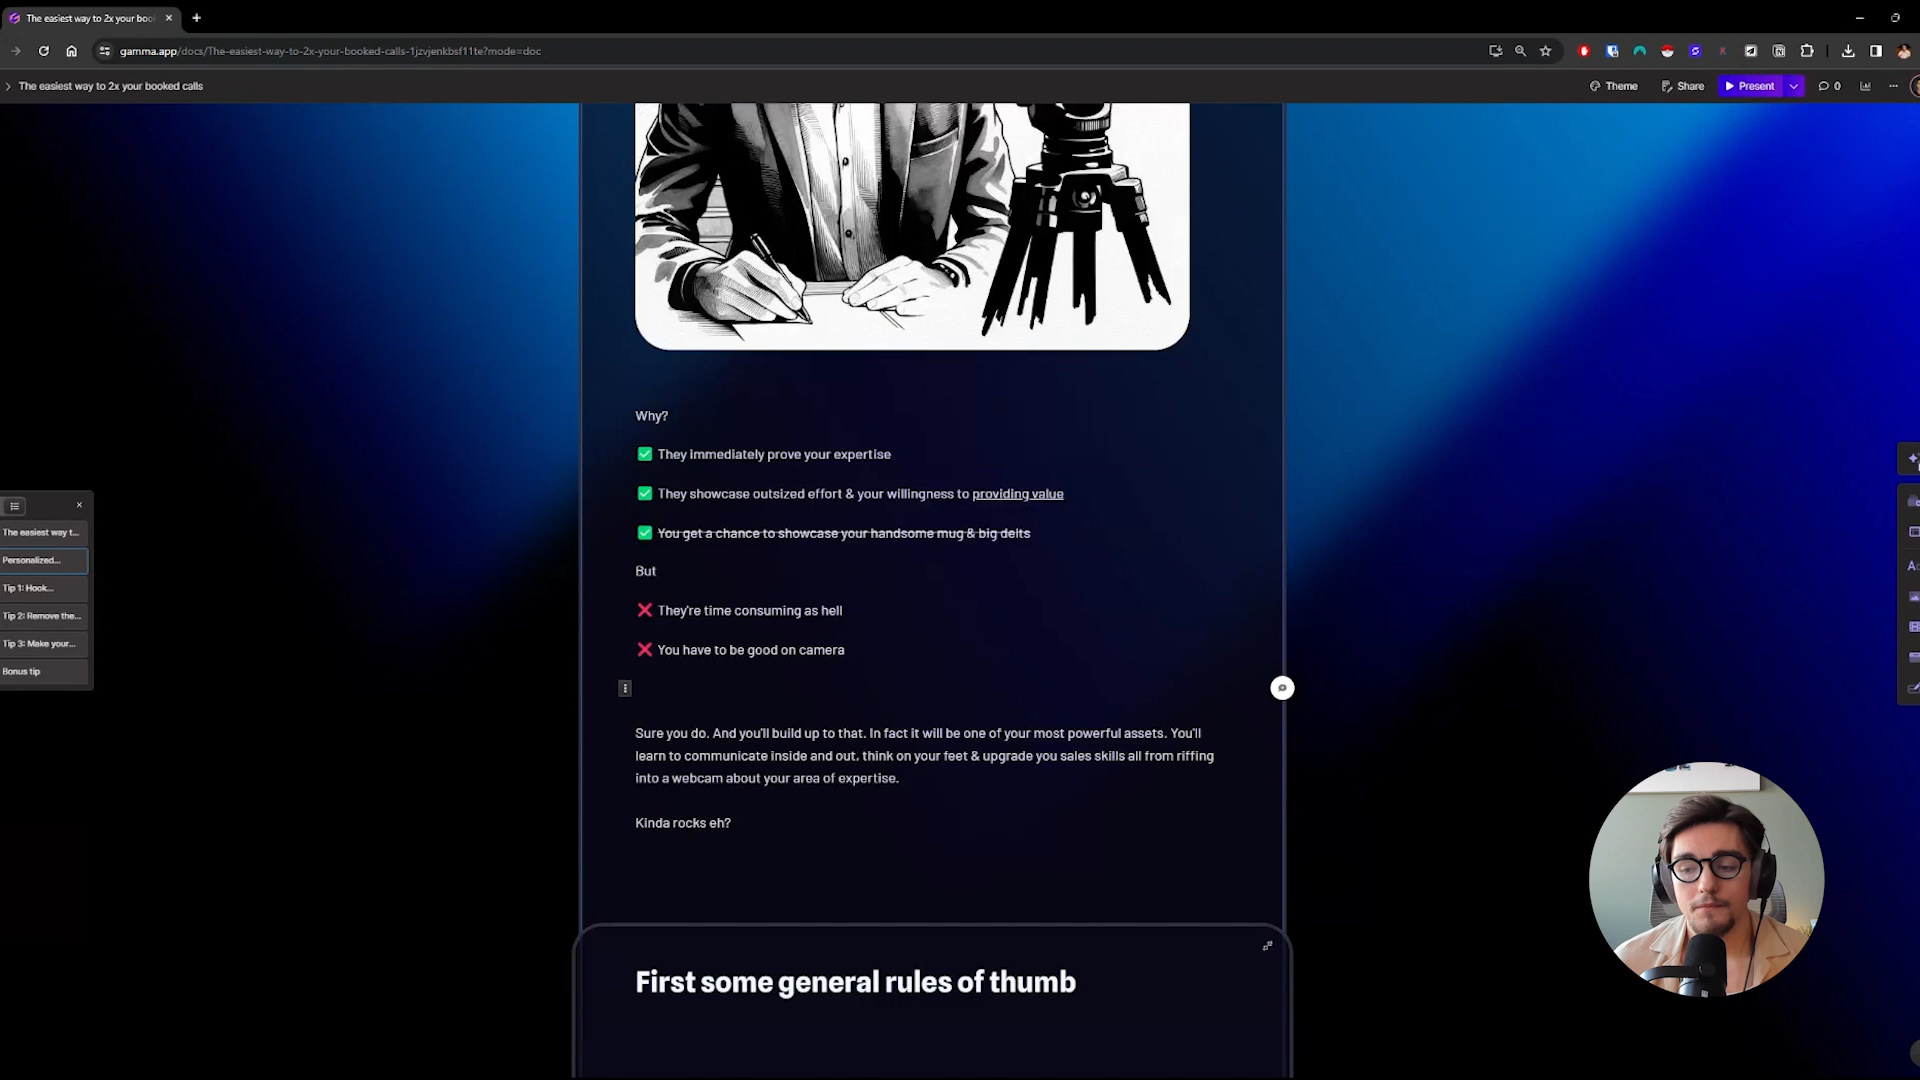 The easiest way to 2x your boo
gamma.app/docs/The-easiest-way-to-2x-your-booked-calls-1jzvjenkbsf11te?mode=doc
The easiest way to 2x your booked calls
Theme
Share
Present
0
Why?
✅ They immediately prove your expertise
✅ They showcase outsized effort & your willingness to providing value
✅ You get a chance to showcase your handsome mug & big delts
But
❌ They're time consuming as hell
❌ You have to be good on camera
Sure you do. And you'll build up to that. In fact it will be one of your most powerful assets. You'll
learn to communicate inside and out, think on your feet & upgrade you sales skills all from riffing
into a webcam about your area of expertise.
Kinda rocks eh?
First some general rules of thumb
The easiest way t...
Personalized...
Tip 1: Hook...
Tip 2: Remove the...
Tip 3: Make your...
Bonus tip